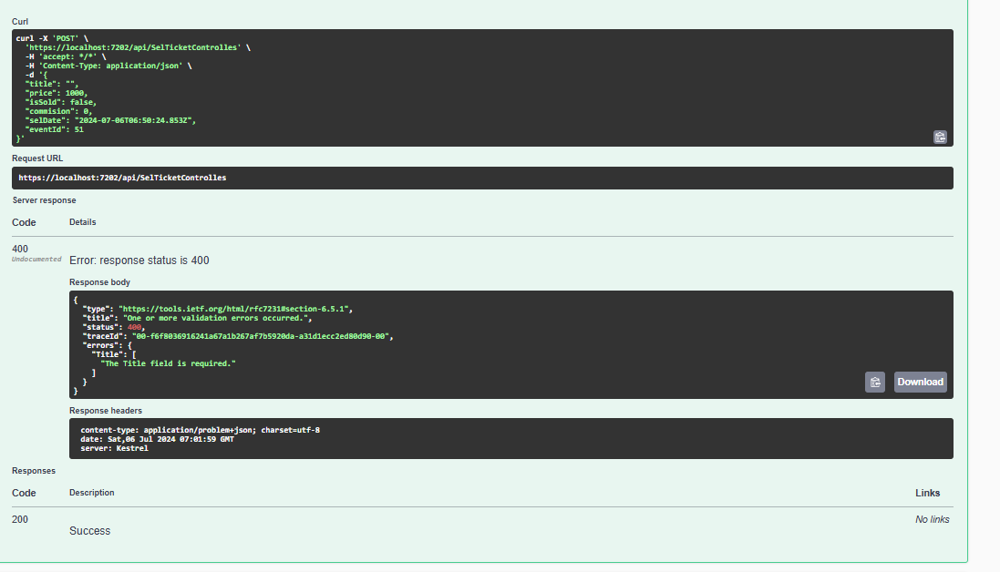 Curl
curl -X 'POST' \
'https://localhost:7202/api/SelTicketControlles' \
-H 'accept: */*' \
-H 'Content-Type: application/json' \
-d '{
"title": "",
"price": 1000,
"isSold": false,
"commision": 0,
"selDate": "2024-07-06T06:50:24.853Z",
"eventId": 51
}'
Request URL
https://localhost:7202/api/SelTicketControlles
Server response
Code Details
400
Undocumented
Error: response status is 400
Response body
{
"type": "https://tools.ietf.org/html/rfc7231#section-6.5.1",
"title": "One or more validation errors occurred.",
"status": 400,
"traceId": "00-f6f8036916241a67a1b267af7b5920da-a31d1ecc2ed80d90-00",
"errors": {
"Title": [
"The Title field is required."
]
}
}
Download
Response headers
content-type: application/problem+json; charset=utf-8
date: Sat,06 Jul 2024 07:01:59 GMT
server: Kestrel
Responses
Code Description Links
200 No links
Success